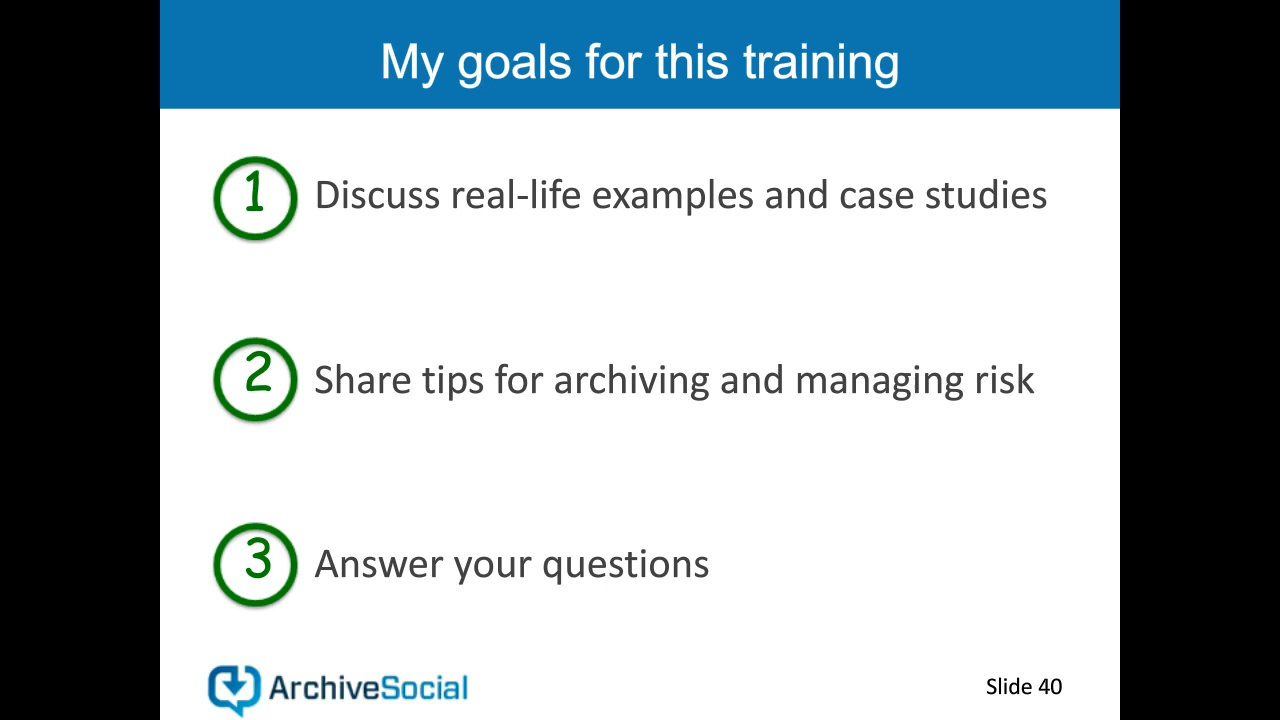 My goals for this training
1 Discuss real-life examples and case studies
2 Share tips for archiving and managing risk
3 Answer your questions
ArchiveSocial
Slide 40